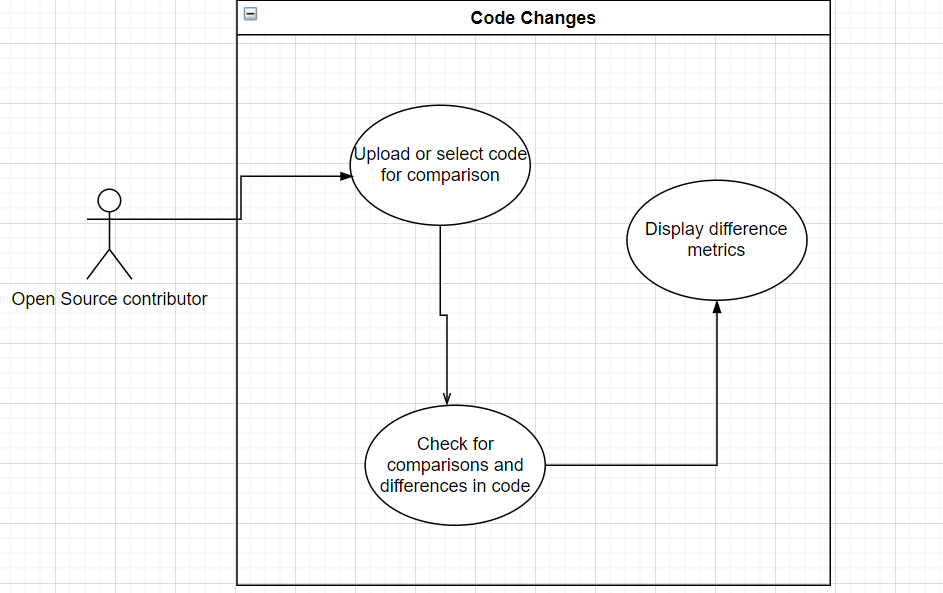 Code Changes
Upload or select code
for comparison
Display difference
metrics
Open Source contributor
Check for
comparisons and
differences in code